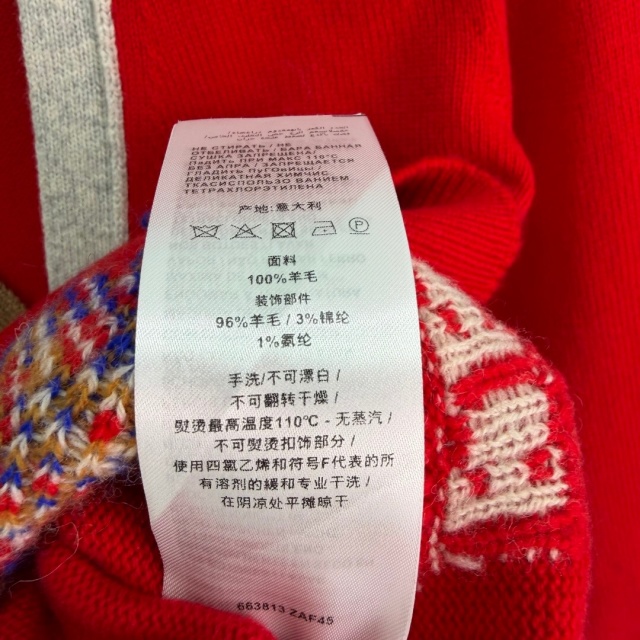 НЕ СТИРАТЬ / НЕ
ОТБЕЛИВАТЬ / БАРА БАННАЯ
СУШКА ЗАПРЕЩЕНА/
ГЛАДИТЬ ПРИ МАКС 110°C
БЕЗ / ЗАПРЕЩАЕТСЯ
ГЛАДИТЬ ПУГОВИЦЫ /
ДЕЛИКАТНАЯ ХИМЧИС
ТКАСИСПОЛЬЗО ВАНИЕМ
ТЕТРАХЛОРЭТИЛЕНА
产地:意大利
P
面料
100%羊毛
装饰部件
96%羊毛 / 3%锦纶
1%氨纶
手洗/不可漂白 /
不可翻转干燥 /
熨烫最高温度110℃ - 无蒸汽 /
不可熨烫扣饰部分 /
使用四氯乙烯和符号F代表的所
有溶剂的緩和专业干洗 /
在阴凉处平摊晾干
663813 ZAF45